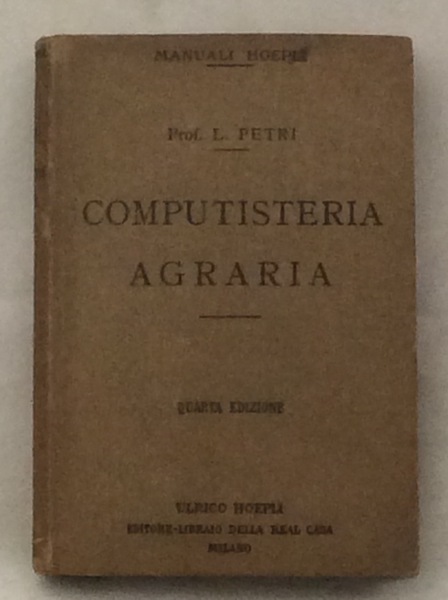 MANUALI HOEPLI
Prof. L. PETRI
COMPUTISTERIA
AGRARIA
QUARTA EDIZIONE
ULRICO HOEPLI
EDITORE-LIBRAIO DELLA REAL CASA
MILANO